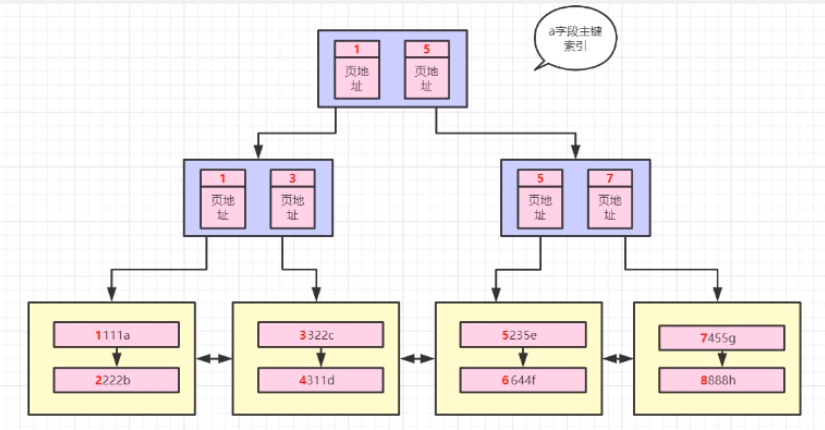 a字段主键
索引
1 5
页地
址
页地
址
1 3
页地
址
页地
址
5 7
页地
址
页地
址
1111a
2222b
3322c
4311d
5235e
6644f
7455g
8888h